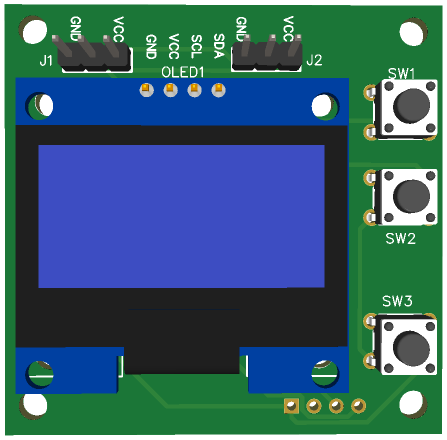 GND
VCC
J1
GND
VCC
SCL
SDA
OLED1
GND
VCC
J2
SW1
SW2
SW3